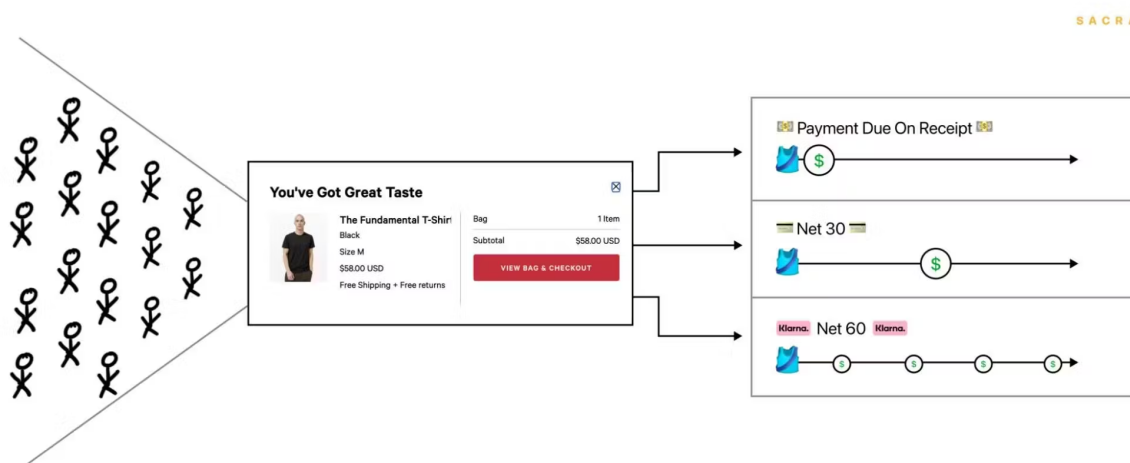 SACRA
You've Got Great Taste
The Fundamental T-Shirt
Black
Size M
$58.00 USD
Free Shipping + Free returns
Bag 1 Item
Subtotal $58.00 USD
VIEW BAG & CHECKOUT
Payment Due On Receipt
$
Net 30
$
Klarna. Net 60 Klarna.
$ $ $ $